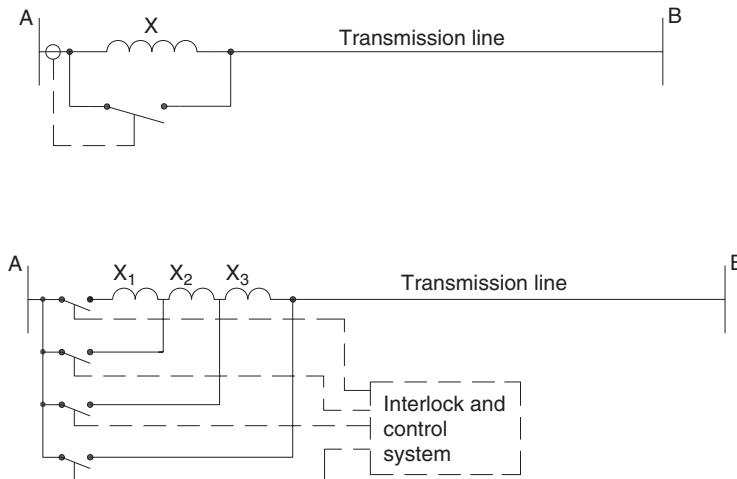 A
X
Transmission line
B
A
X₁
X₂
X₃
Transmission line
B
Interlock and
control
system